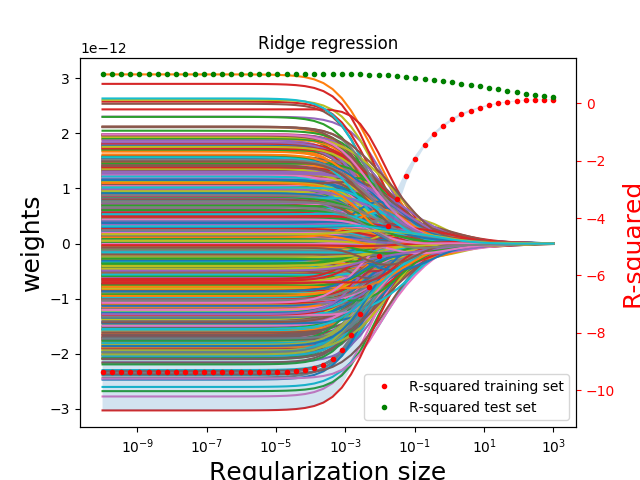 Ridge regression
1e−12
3
2
1
0
−1
−2
−3
weights
0
−2
−4
−6
−8
−10
R-squared
R-squared training set
R-squared test set
10⁻⁹
10⁻⁷
10⁻⁵
10⁻³
10⁻¹
10¹
10³
Regularization size